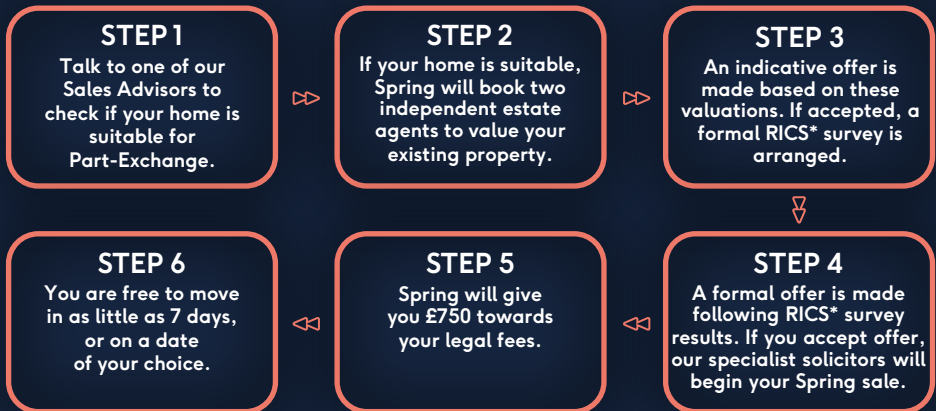 STEP 1
Talk to one of our
Sales Advisors to
check if your home is
suitable for
Part-Exchange.
STEP 2
If your home is suitable,
Spring will book two
independent estate
agents to value your
existing property.
STEP 3
An indicative offer is
made based on these
valuations. If accepted, a
formal RICS* survey is
arranged.
STEP 4
A formal offer is made
following RICS* survey
results. If you accept offer,
our specialist solicitors will
begin your Spring sale.
STEP 5
Spring will give
you £750 towards
your legal fees.
STEP 6
You are free to move
in as little as 7 days,
or on a date
of your choice.